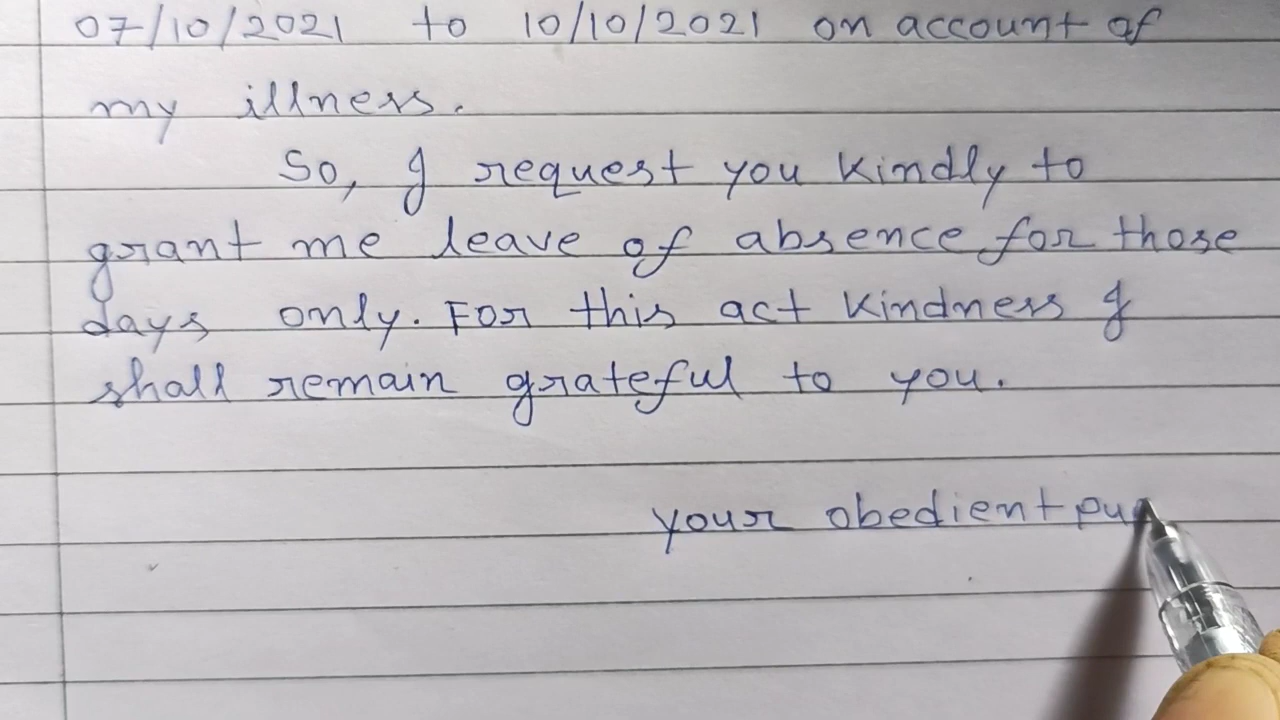 07/10/2021 to 10/10/2021 on account of
my illness.
So, I request you kindly to
grant me leave of absence for those
days only. For this act kindness I
shall remain grateful to you.
your obedient